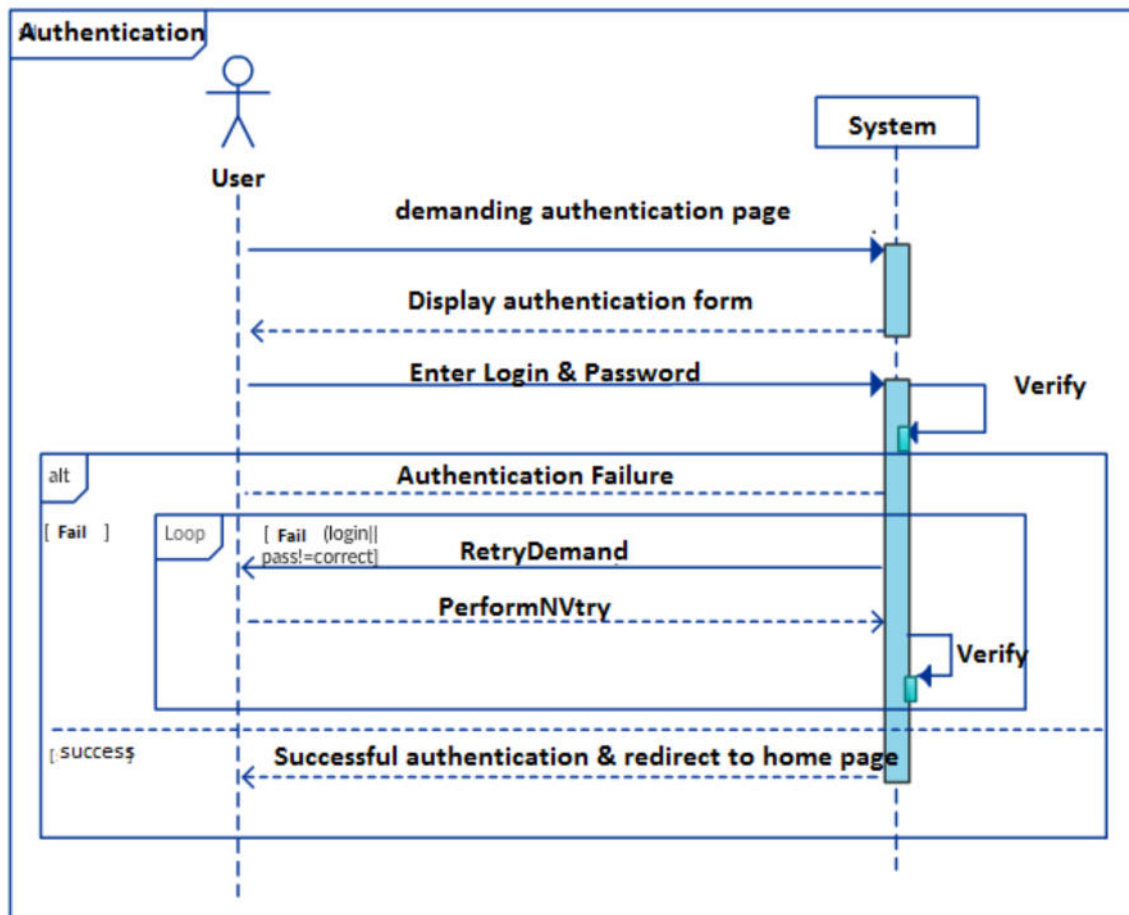 Authentication
System
User
demanding authentication page
Display authentication form
Enter Login & Password
Verify
alt
Authentication Failure
[ Fail ]
Loop
[ Fail (login||
pass!=correct]
RetryDemand
PerformNVtry
Verify
[success]
Successful authentication & redirect to home page